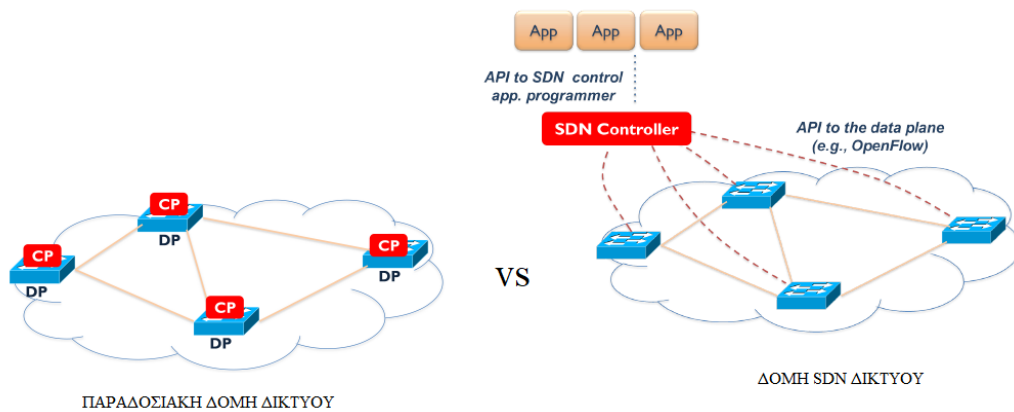 App App App
API to SDN control
app. programmer
SDN Controller
API to the data plane
(e.g., OpenFlow)
CP
DP
CP
DP
CP
DP
CP
DP
vs
ΔΟΜΗ SDN ΔΙΚΤΥΟΥ
ΠΑΡΑΔΟΣΙΑΚΗ ΔΟΜΗ ΔΙΚΤΥΟΥ